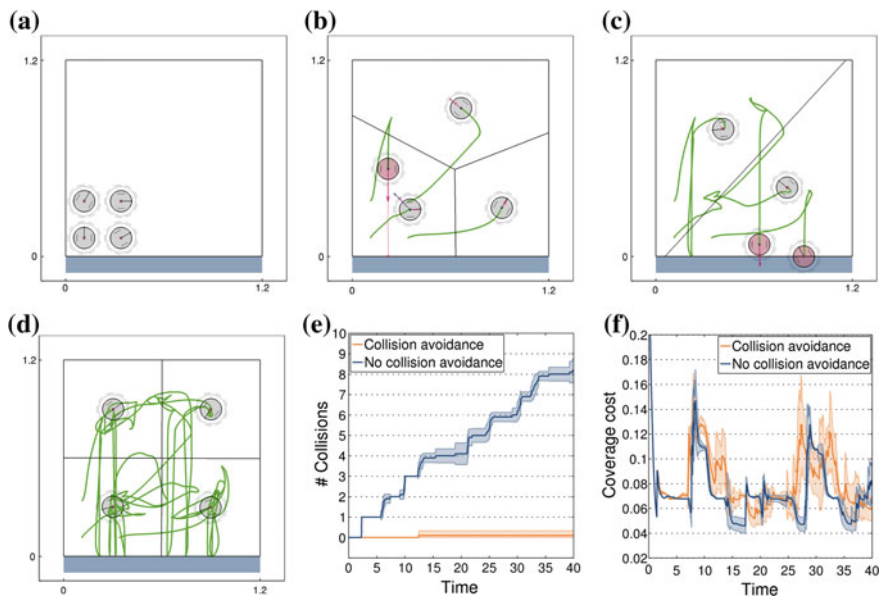 (a)
1.2
0
0
1.2
(b)
1.2
0
0
1.2
(c)
1.2
0
0
1.2
(d)
1.2
0
0
1.2
(e)
10
9
8
7
6
5
4
3
2
1
0
# Collisions
Collision avoidance
No collision avoidance
0 5 10 15 20 25 30 35 40
Time
(f)
0.2
0.18
0.16
0.14
0.12
0.1
0.08
0.06
0.04
0.02
Coverage cost
Collision avoidance
No collision avoidance
0 5 10 15 20 25 30 35 40
Time